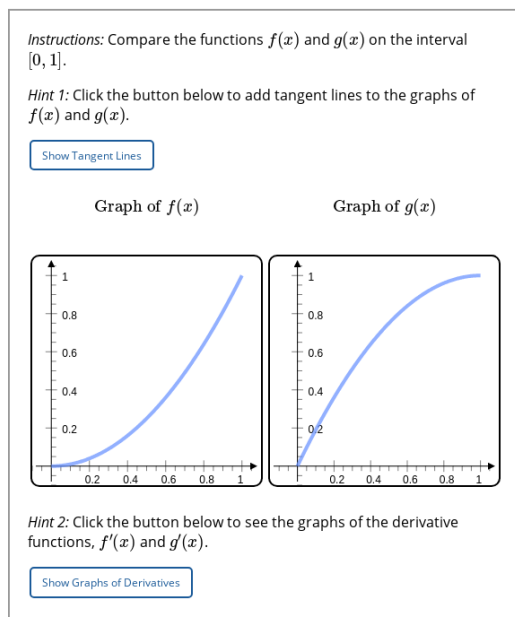 Instructions: Compare the functions f(x) and g(x) on the interval
[0, 1].
Hint 1: Click the button below to add tangent lines to the graphs of
f(x) and g(x).
Show Tangent Lines
Graph of f(x)
Graph of g(x)
1
0.8
0.6
0.4
0.2
0.2 0.4 0.6 0.8 1
1
0.8
0.6
0.4
0.2
0.2 0.4 0.6 0.8 1
Hint 2: Click the button below to see the graphs of the derivative
functions, f′(x) and g′(x).
Show Graphs of Derivatives